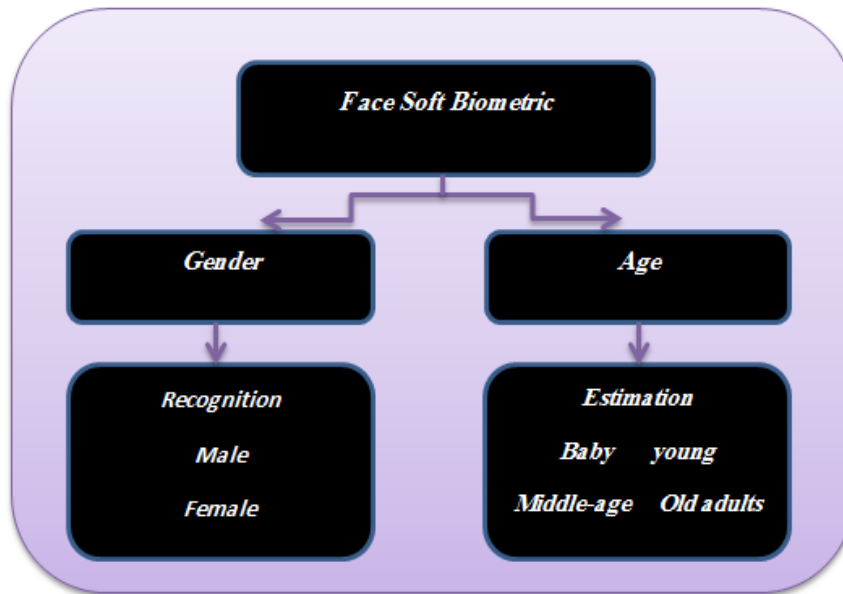 Face Soft Biometric
Gender
Age
Recognition
Male
Female
Estimation
Baby young
Middle-age Old adults